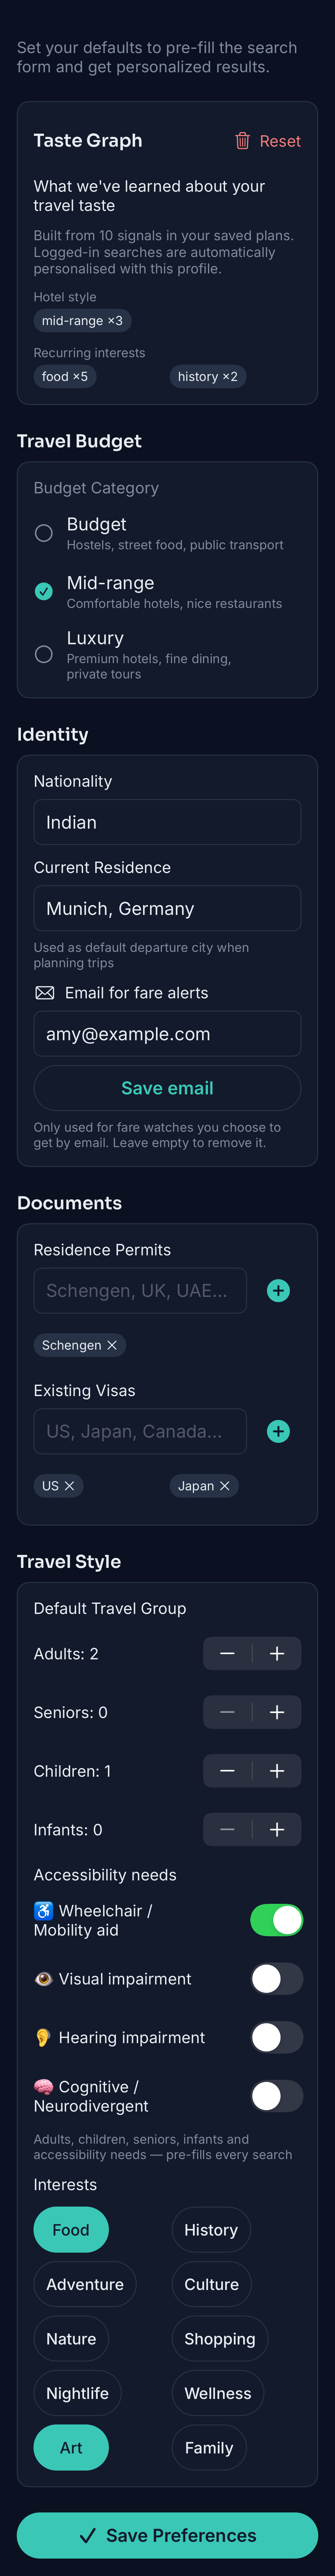 Set your defaults to pre-fill the search
form and get personalized results.
Taste Graph
Reset
What we've learned about your
travel taste
Built from 10 signals in your saved plans.
Logged-in searches are automatically
personalised with this profile.
Hotel style
mid-range ×3
Recurring interests
food ×5
history ×2
Travel Budget
Budget Category
Budget
Hostels, street food, public transport
Mid-range
Comfortable hotels, nice restaurants
Luxury
Premium hotels, fine dining,
private tours
Identity
Nationality
Indian
Current Residence
Munich, Germany
Used as default departure city when
planning trips
Email for fare alerts
amy@example.com
Save email
Only used for fare watches you choose to
get by email. Leave empty to remove it.
Documents
Residence Permits
Schengen, UK, UAE...
Schengen ×
Existing Visas
US, Japan, Canada...
US ×
Japan ×
Travel Style
Default Travel Group
Adults: 2
Seniors: 0
Children: 1
Infants: 0
Accessibility needs
♿ Wheelchair /
Mobility aid
👁️ Visual impairment
👂 Hearing impairment
🧠 Cognitive /
Neurodivergent
Adults, children, seniors, infants and
accessibility needs — pre-fills every search
Interests
Food
History
Adventure
Culture
Nature
Shopping
Nightlife
Wellness
Art
Family
✓ Save Preferences